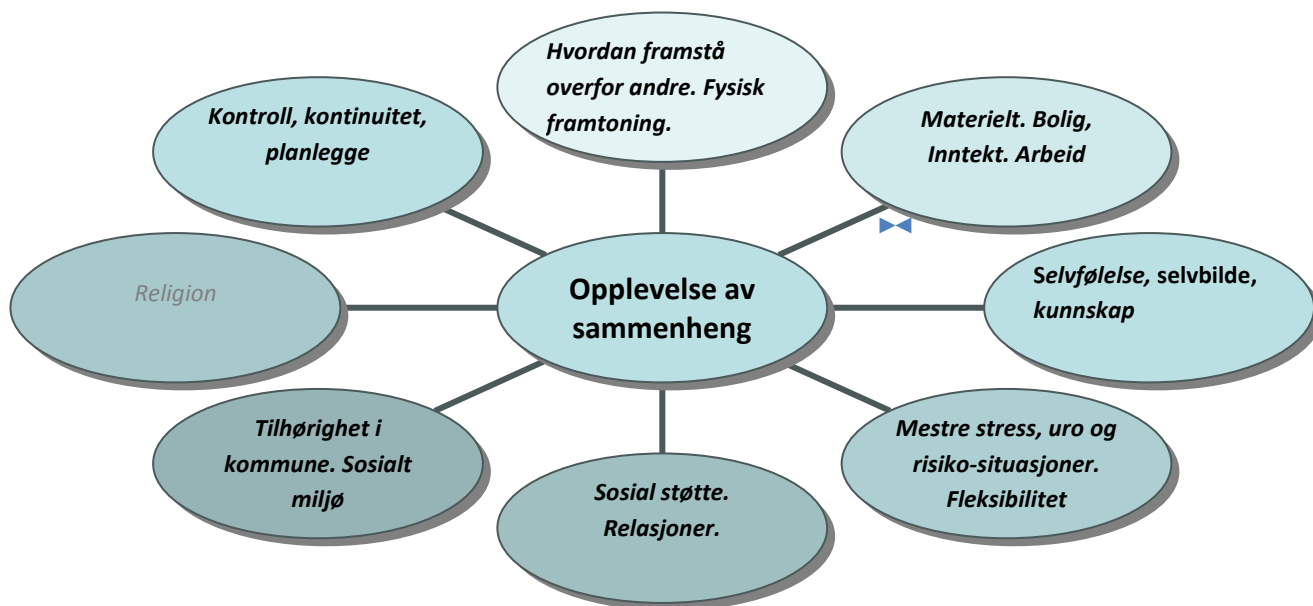 Hvordan framstå
overfor andre. Fysisk
framtoning.
Kontroll, kontinuitet,
planlegge
Materielt. Bolig,
Inntekt. Arbeid
Religion
Opplevelse av
sammenheng
Selvfølelse, selvbilde,
kunnskap
Tilhørighet i
kommune. Sosialt
miljø
Sosial støtte.
Relasjoner.
Mestre stress, uro og
risiko-situasjoner.
Fleksibilitet